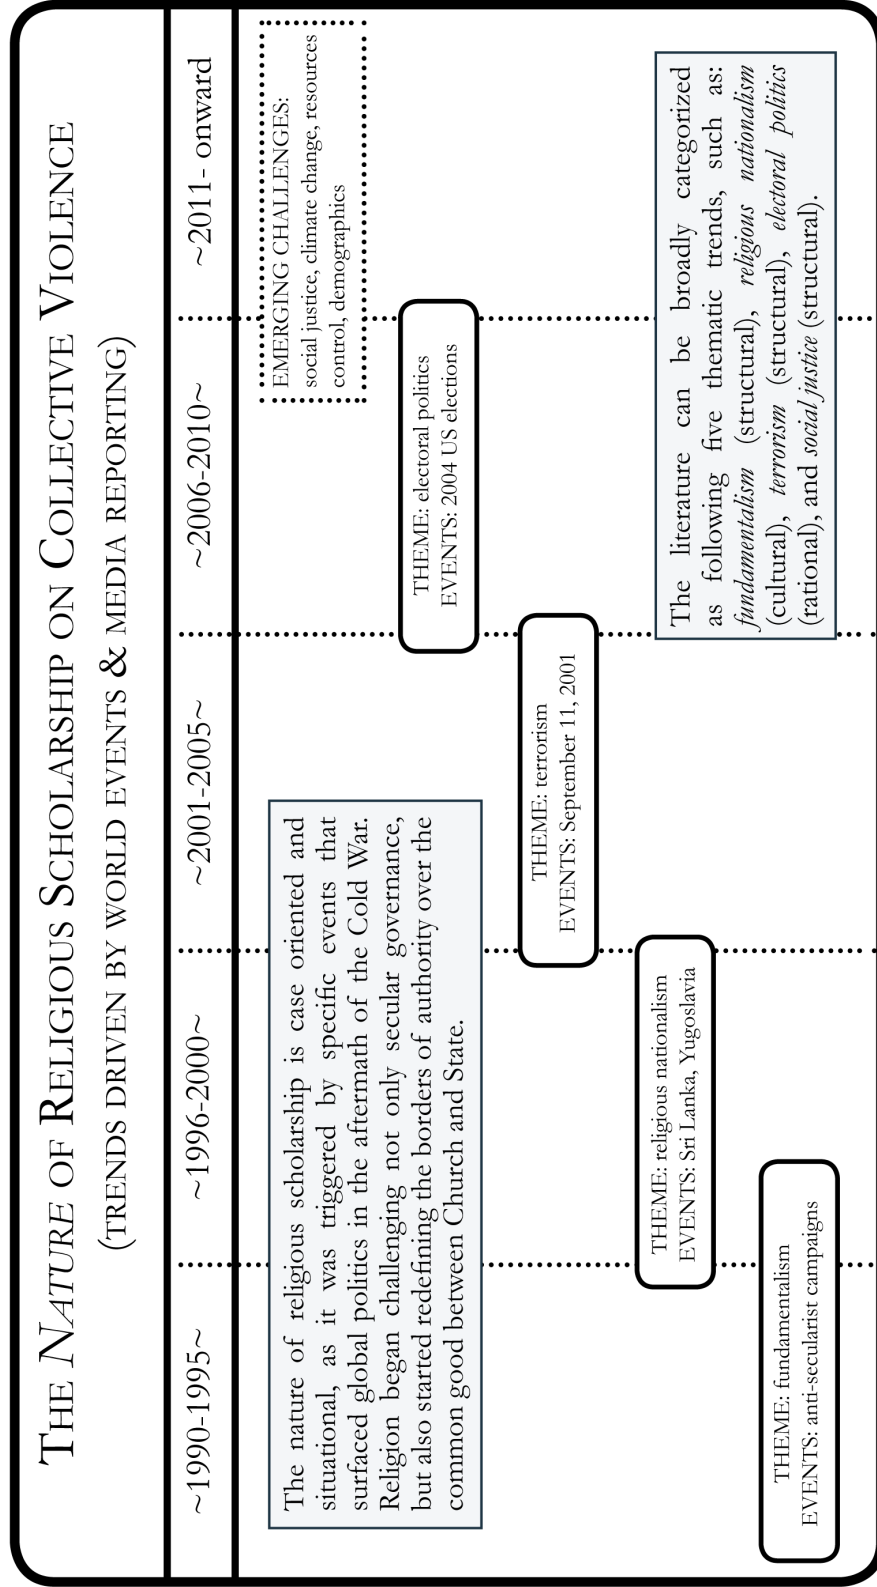 THE NATURE OF RELIGIOUS SCHOLARSHIP ON COLLECTIVE VIOLENCE
(TRENDS DRIVEN BY WORLD EVENTS & MEDIA REPORTING)
~1990-1995~
~1996-2000~
~2001-2005~
~2006-2010~
~2011- onward
The nature of religious scholarship is case oriented and
situational, as it was triggered by specific events that
surfaced global politics in the aftermath of the Cold War.
Religion began challenging not only secular governance,
but also started redefining the borders of authority over the
common good between Church and State.
EMERGING CHALLENGES:
social justice, climate change, resources
control, demographics
THEME: electoral politics
EVENTS: 2004 US elections
THEME: terrorism
EVENTS: September 11, 2001
THEME: religious nationalism
EVENTS: Sri Lanka, Yugoslavia
THEME: fundamentalism
EVENTS: anti-secularist campaigns
The literature can be broadly categorized
as following five thematic trends, such as:
fundamentalism (structural), religious nationalism
(cultural), terrorism (structural), electoral politics
(rational), and social justice (structural).